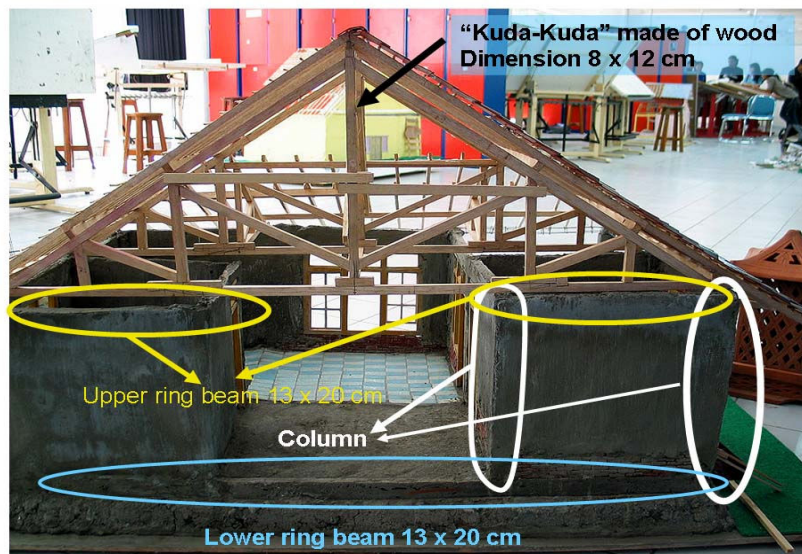 “Kuda-Kuda” made of wood
Dimension 8 x 12 cm
Upper ring beam 13 x 20 cm
Column
Lower ring beam 13 x 20 cm